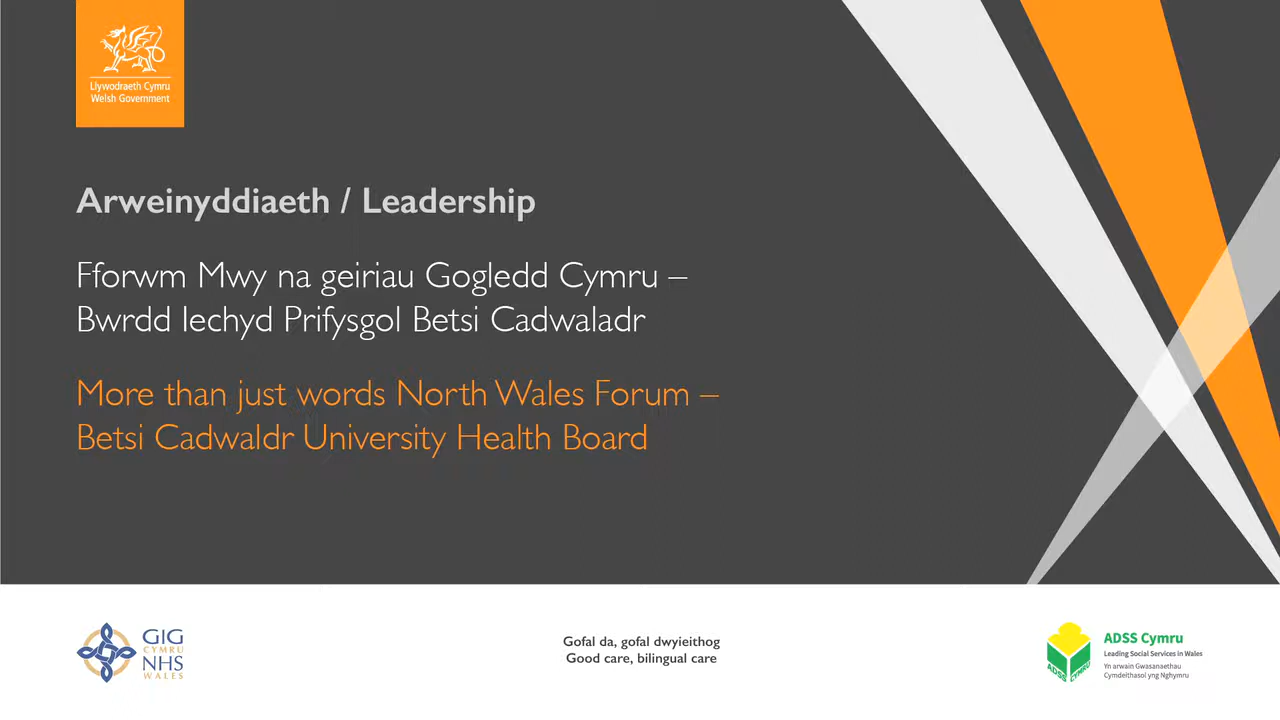 Llywodraeth Cymru
Welsh Government
Arweinyddiaeth / Leadership
Fforwm Mwy na geiriau Gogledd Cymru –
Bwrdd Iechyd Prifysgol Betsi Cadwaladr
More than just words North Wales Forum –
Betsi Cadwaldr University Health Board
GIG
CYMRU
NHS
WALES
Gofal da, gofal dwyieithog
Good care, bilingual care
ADSS Cymru
Leading Social Services in Wales
Yn arwain Gwasanaethau
Cymdeithasol yng Nghymru
ADSS CYMRU